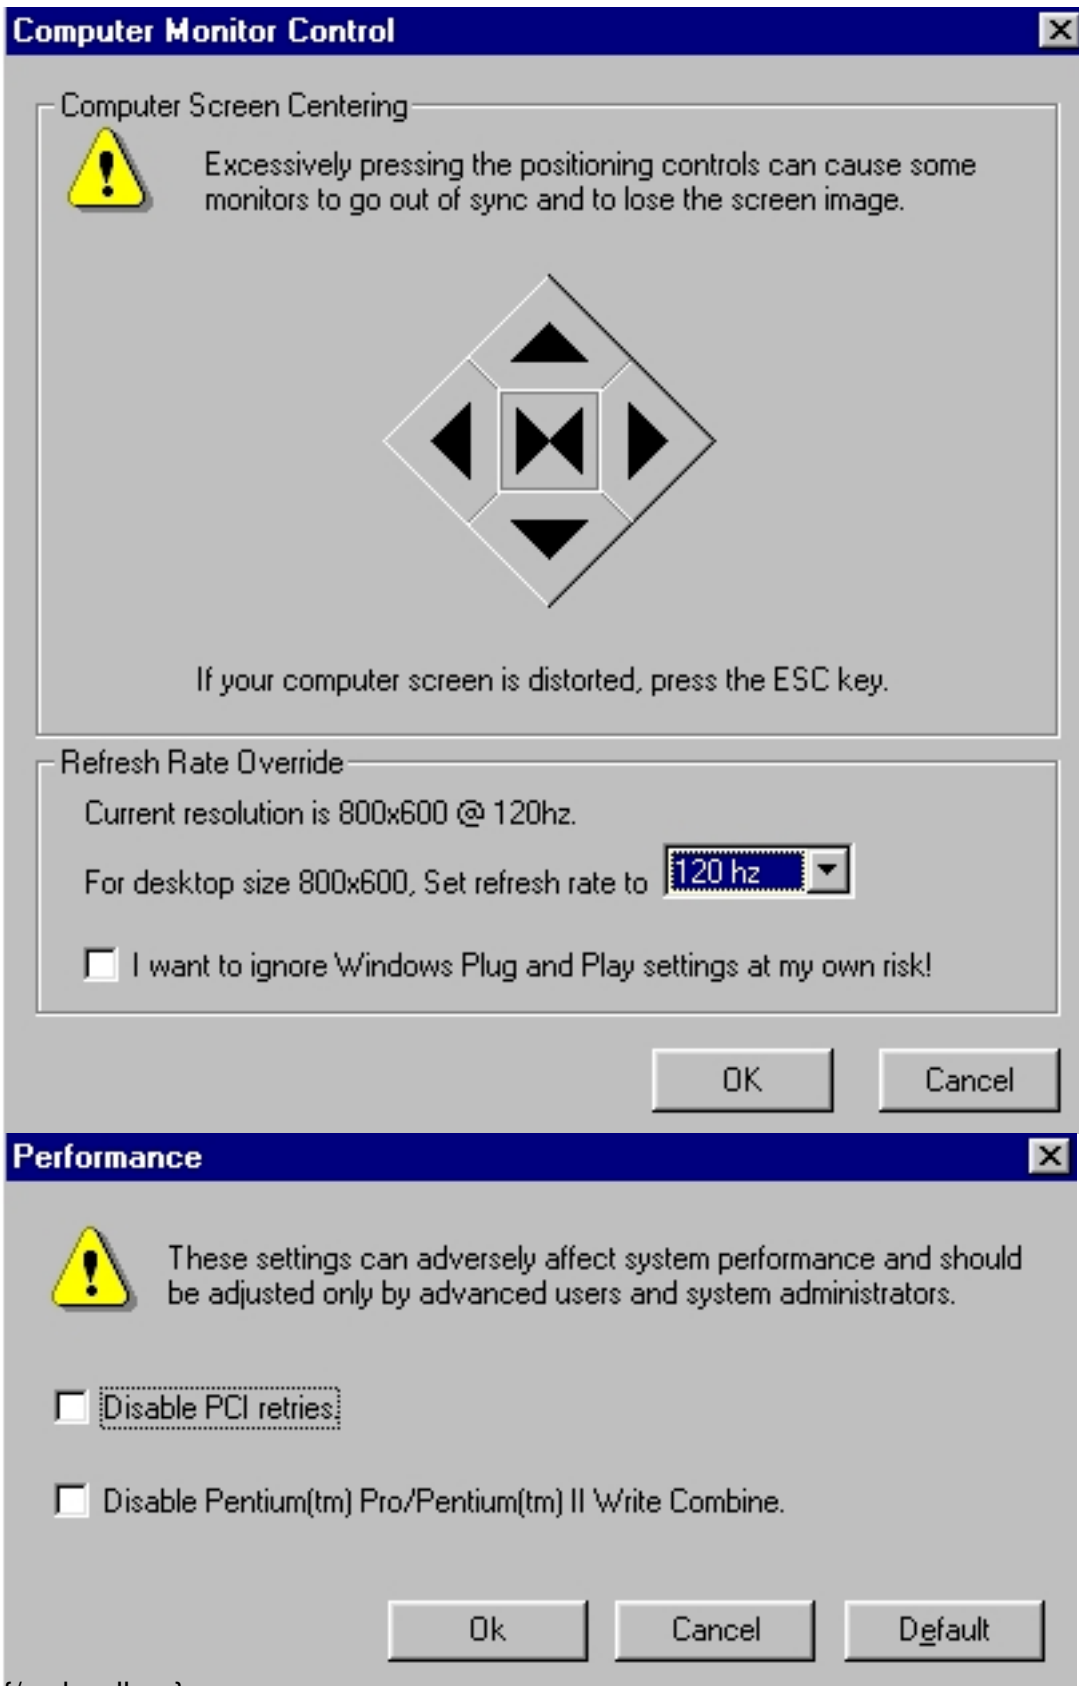 Computer Monitor Control
Computer Screen Centering
Excessively pressing the positioning controls can cause some
monitors to go out of sync and to lose the screen image.
If your computer screen is distorted, press the ESC key.
Refresh Rate Override
Current resolution is 800x600 @ 120hz.
For desktop size 800x600, Set refresh rate to 120 hz
I want to ignore Windows Plug and Play settings at my own risk!
OK Cancel
Performance
These settings can adversely affect system performance and should
be adjusted only by advanced users and system administrators.
Disable PCI retries.
Disable Pentium(tm) Pro/Pentium(tm) II Write Combine.
Ok Cancel Default